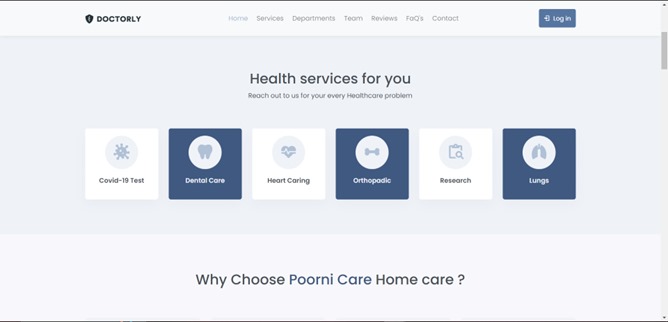 DOCTORLY
Home Services Departments Team Reviews FaQ's Contact
Log in
Health services for you
Reach out to us for your every Healthcare problem
Covid-19 Test
Dental Care
Heart Caring
Orthopadic
Research
Lungs
Why Choose Poorni Care Home care ?